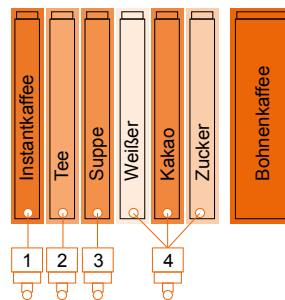 Instantkaffee
Tee
Suppe
Weißer
Kakao
Zucker
Bohnenkaffee
1
2
3
4